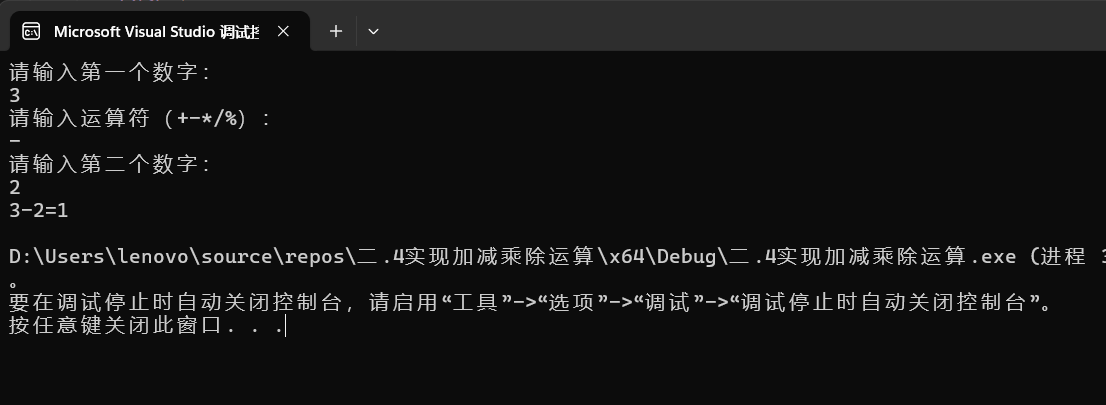 Microsoft Visual Studio 调试控
请输入第一个数字：
3
请输入运算符（+-*/%）：
-
请输入第二个数字：
2
3-2=1
D:\Users\lenovo\source\repos\二.4实现加减乘除运算\x64\Debug\二.4实现加减乘除运算.exe (进程 3
。
要在调试停止时自动关闭控制台，请启用“工具”->“选项”->“调试”->“调试停止时自动关闭控制台”。
按任意键关闭此窗口. . .